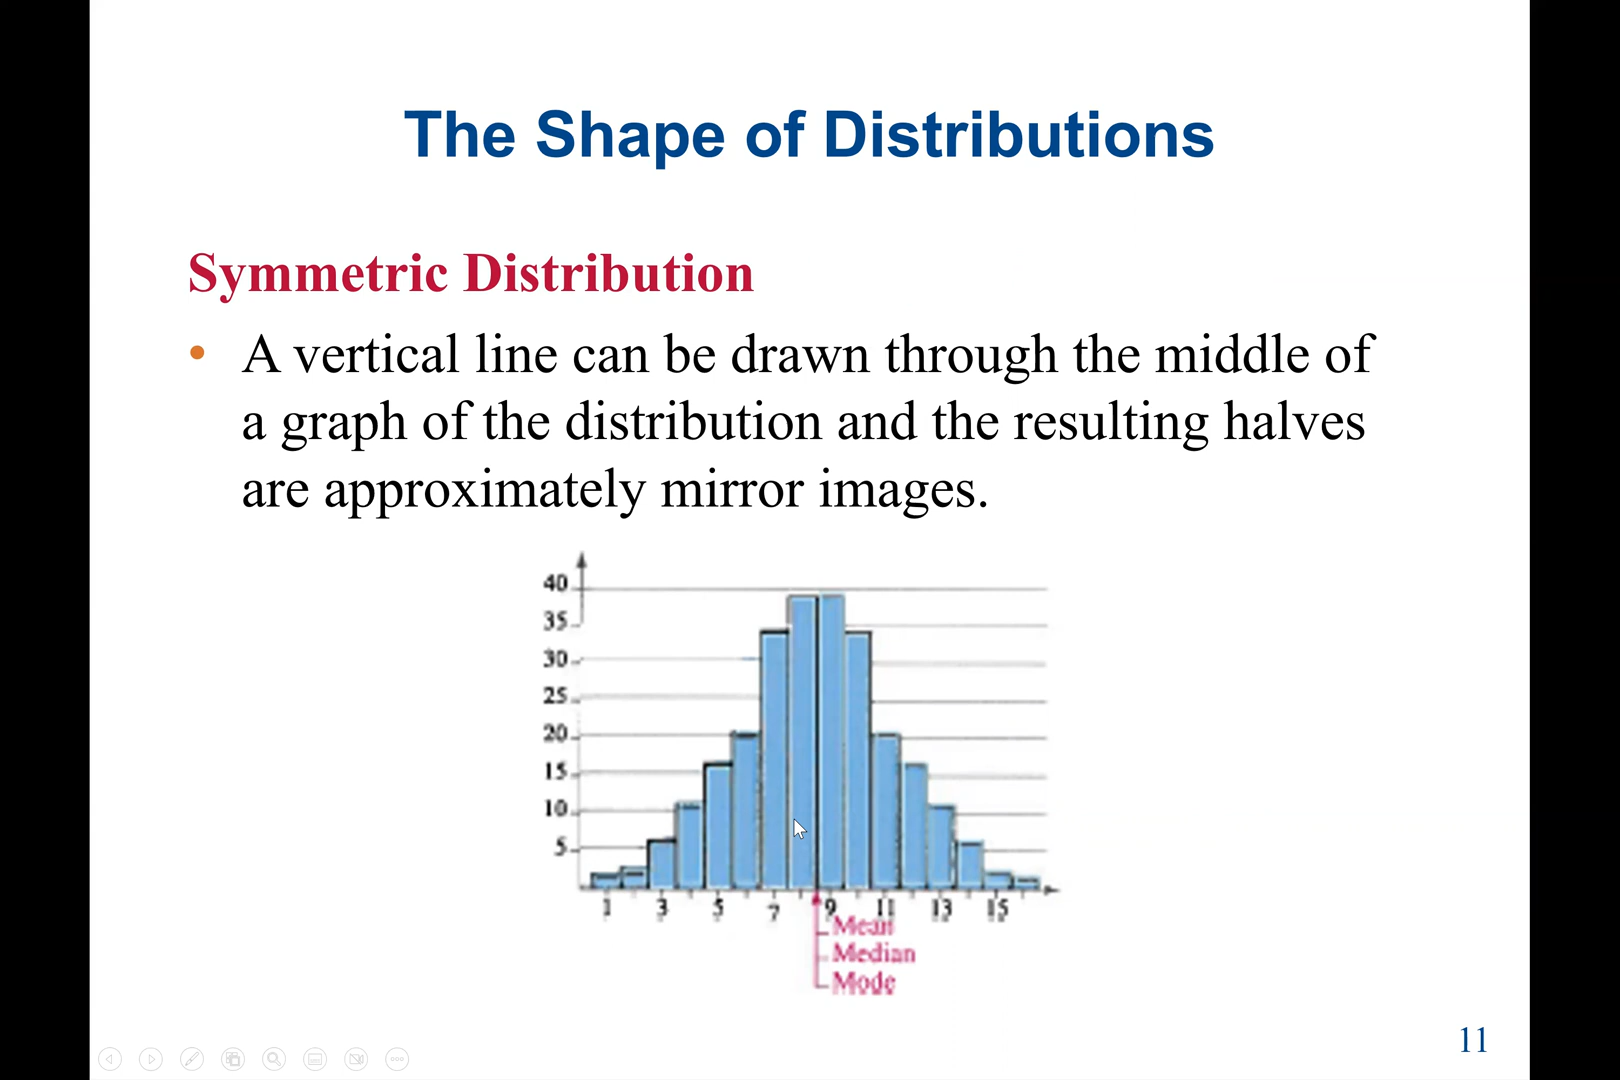 The Shape of Distributions
Symmetric Distribution
• A vertical line can be drawn through the middle of
a graph of the distribution and the resulting halves
are approximately mirror images.
40
35
30
25
20
15
10
5
1 3 5 7 9 11 13 15
Mean
Median
Mode
11